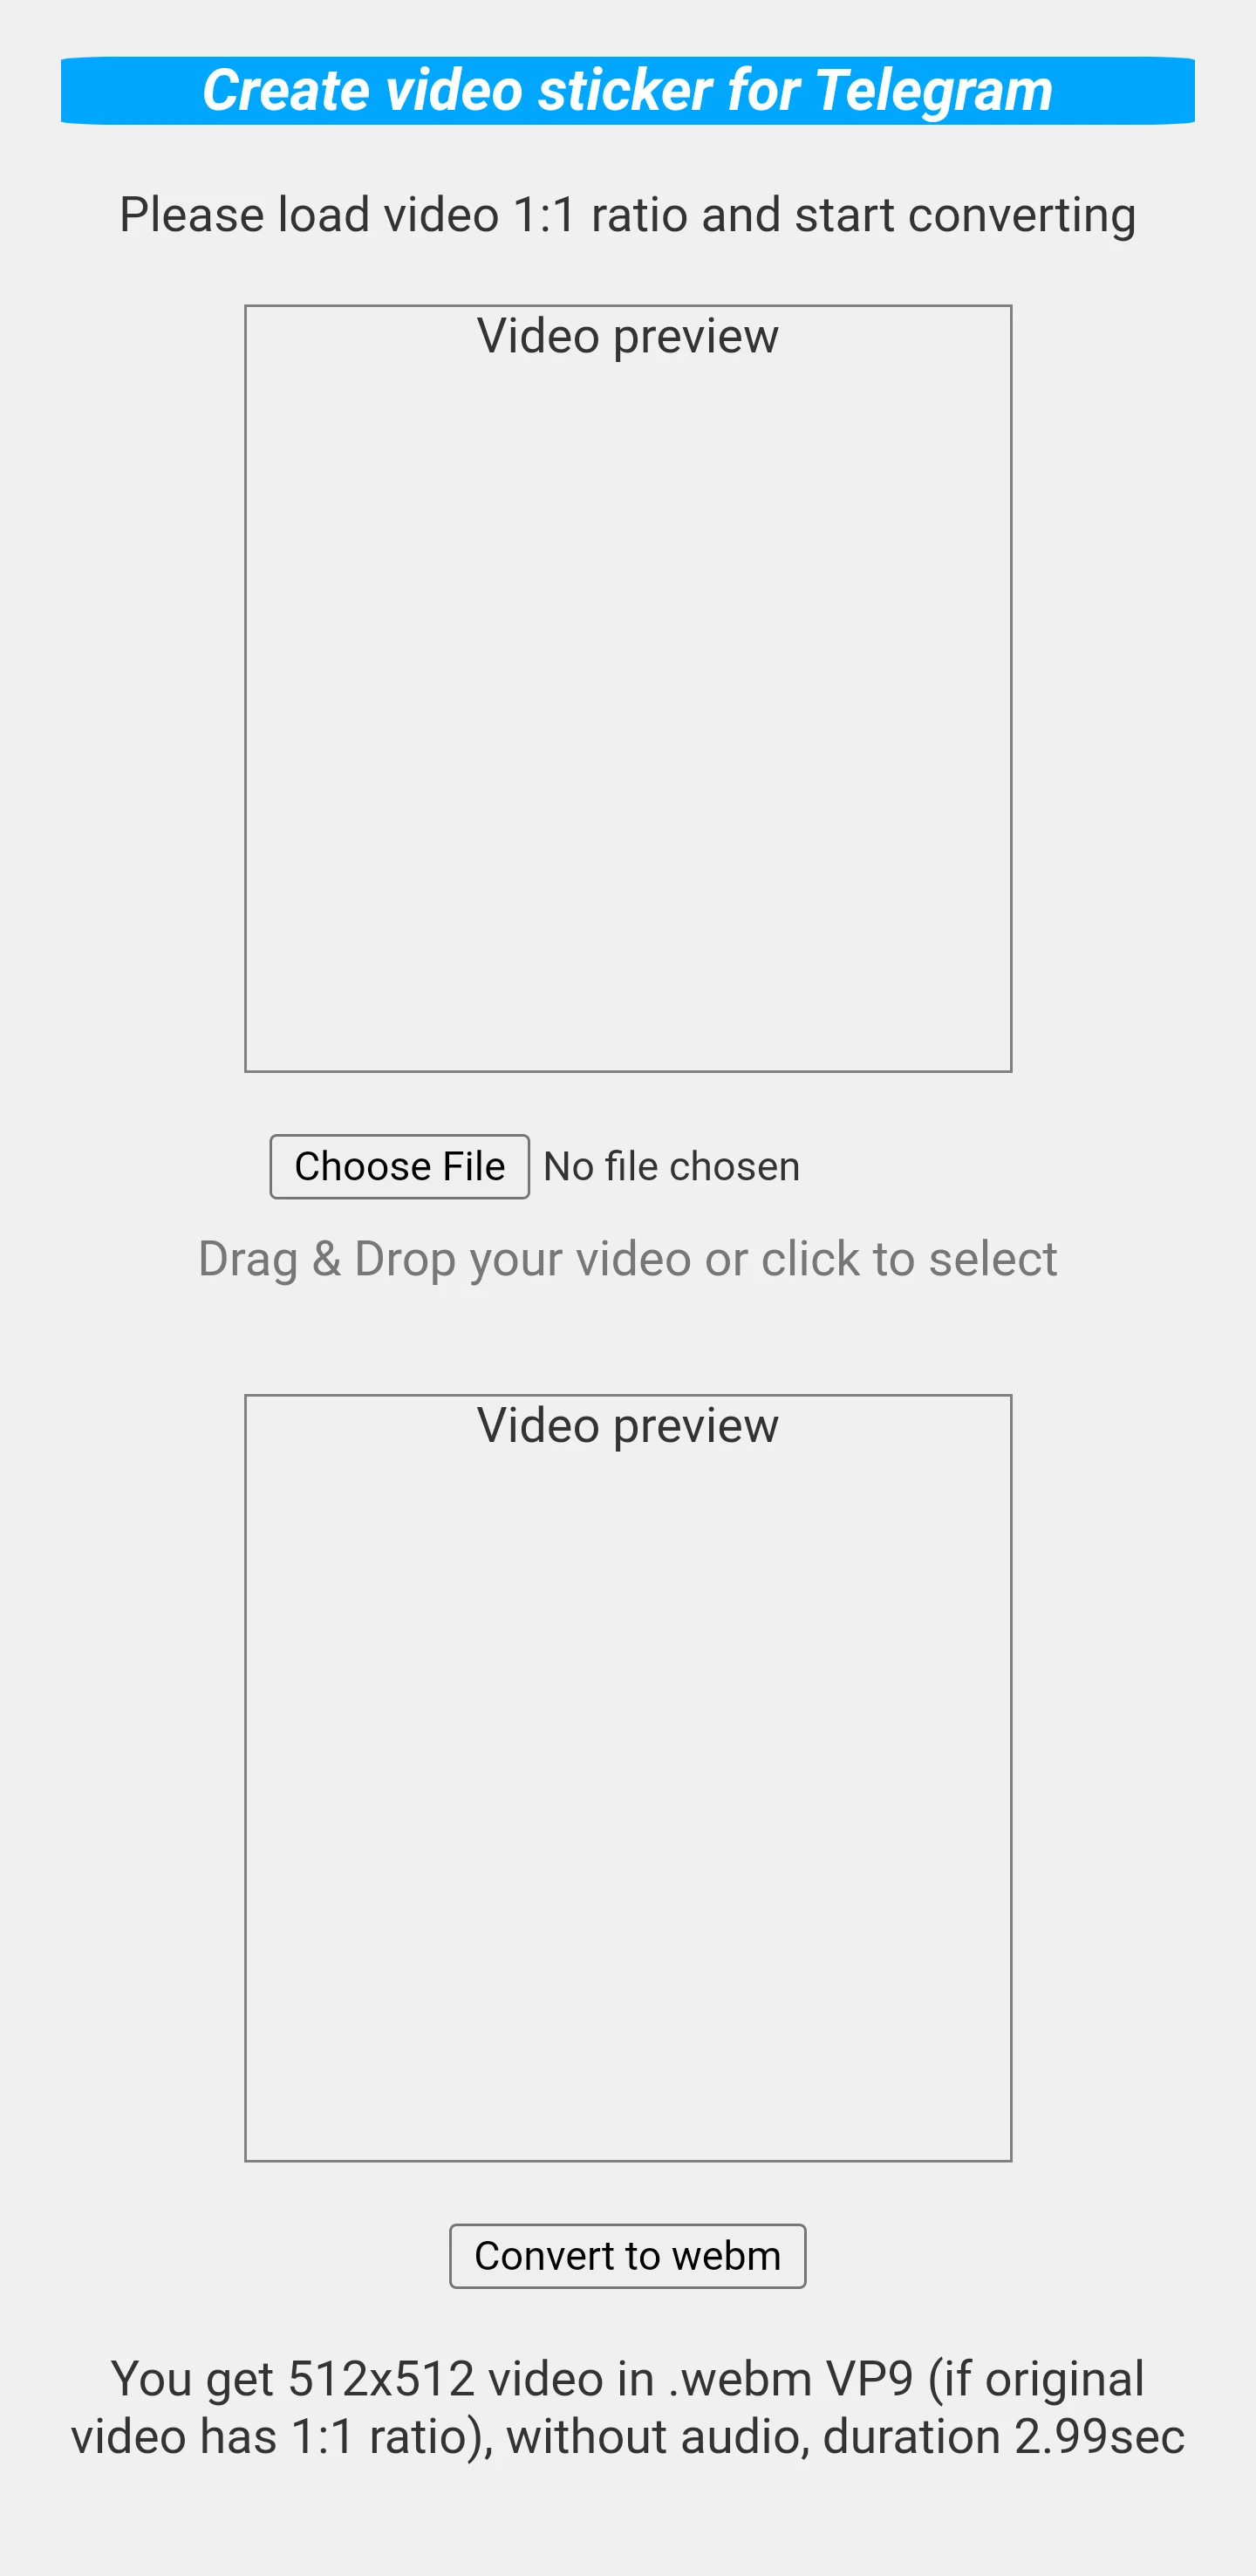 Create video sticker for Telegram
Please load video 1:1 ratio and start converting
Video preview
Choose File No file chosen
Drag & Drop your video or click to select
Video preview
Convert to webm
You get 512x512 video in .webm VP9 (if original
video has 1:1 ratio), without audio, duration 2.99sec